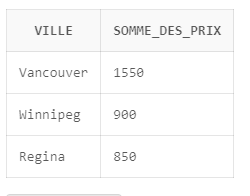 VILLE SOMME_DES_PRIX
Vancouver 1550
Winnipeg 900
Regina 850